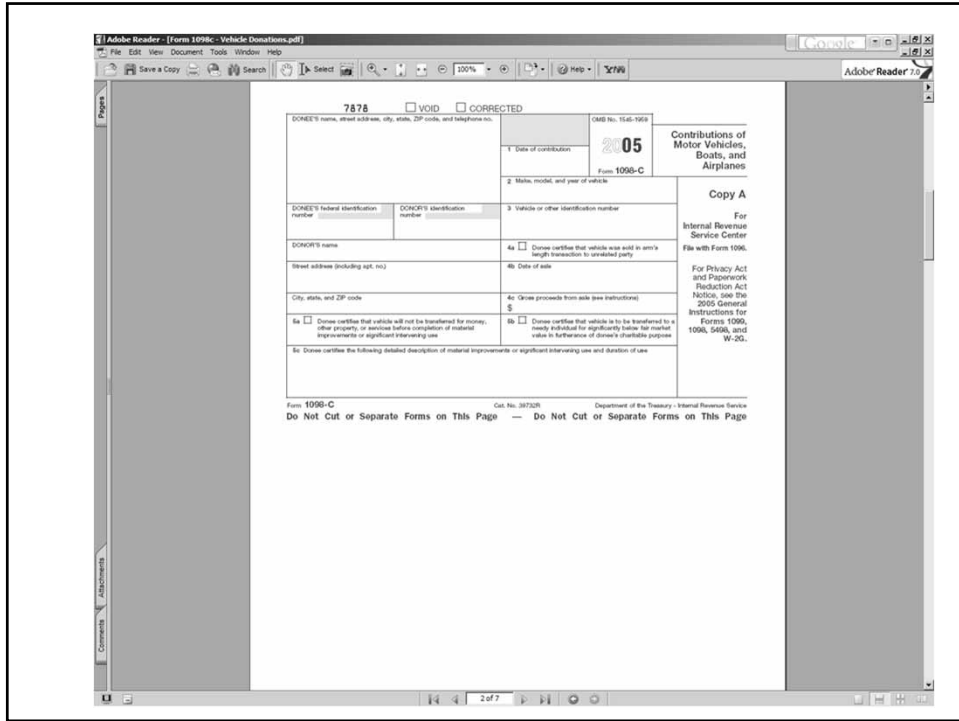 Adobe Reader - [Form 1098c - Vehicle Donations.pdf]
Google
File Edit View Document Tools Window Help
Save a Copy Search Select 100% Help
Adobe Reader 7.0
Pages
7878 VOID CORRECTED
DONEE'S name, street address, city, state, ZIP code, and telephone no.
OMB No. 1545-1959
2005
Form 1098-C
Contributions of
Motor Vehicles,
Boats, and
Airplanes
1 Date of contribution
2 Make, model, and year of vehicle
Copy A
For
Internal Revenue
Service Center
File with Form 1096.
For Privacy Act
and Paperwork
Reduction Act
Notice, see the
2005 General
Instructions for
Forms 1099,
1098, 5498, and
W-2G.
DONEE'S federal identification
number
DONOR'S identification
number
3 Vehicle or other identification number
DONOR'S name
4a Donee certifies that vehicle was sold in arm's
length transaction to unrelated party
Street address (including apt. no.)
4b Date of sale
City, state, and ZIP code
4c Gross proceeds from sale (see instructions)
$
5a Donee certifies that vehicle will not be transferred for money,
other property, or services before completion of material
improvements or significant intervening use
5b Donee certifies that vehicle is to be transferred to a
needy individual for significantly below fair market
value in furtherance of donee's charitable purpose
5c Donee certifies the following detailed description of material improvements or significant intervening use and duration of use
Form 1098-C Cat. No. 39732R Department of the Treasury - Internal Revenue Service
Do Not Cut or Separate Forms on This Page — Do Not Cut or Separate Forms on This Page
Attachments
Comments
2 of 7